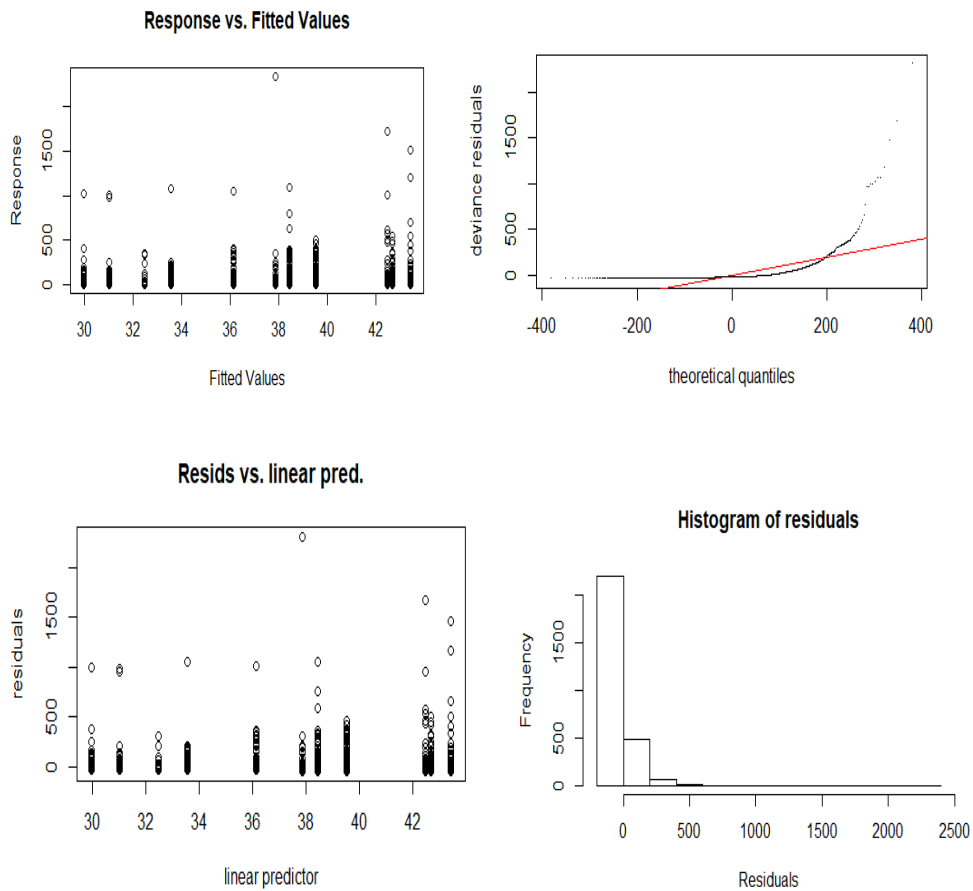 Response vs. Fitted Values
Response
0
500
1500
30 32 34 36 38 40 42
Fitted Values
deviance residuals
0
500
1500
-400 -200 0 200 400
theoretical quantiles
Resids vs. linear pred.
residuals
0
500
1500
30 32 34 36 38 40 42
linear predictor
Histogram of residuals
Frequency
0
500
1500
0 500 1000 1500 2000 2500
Residuals